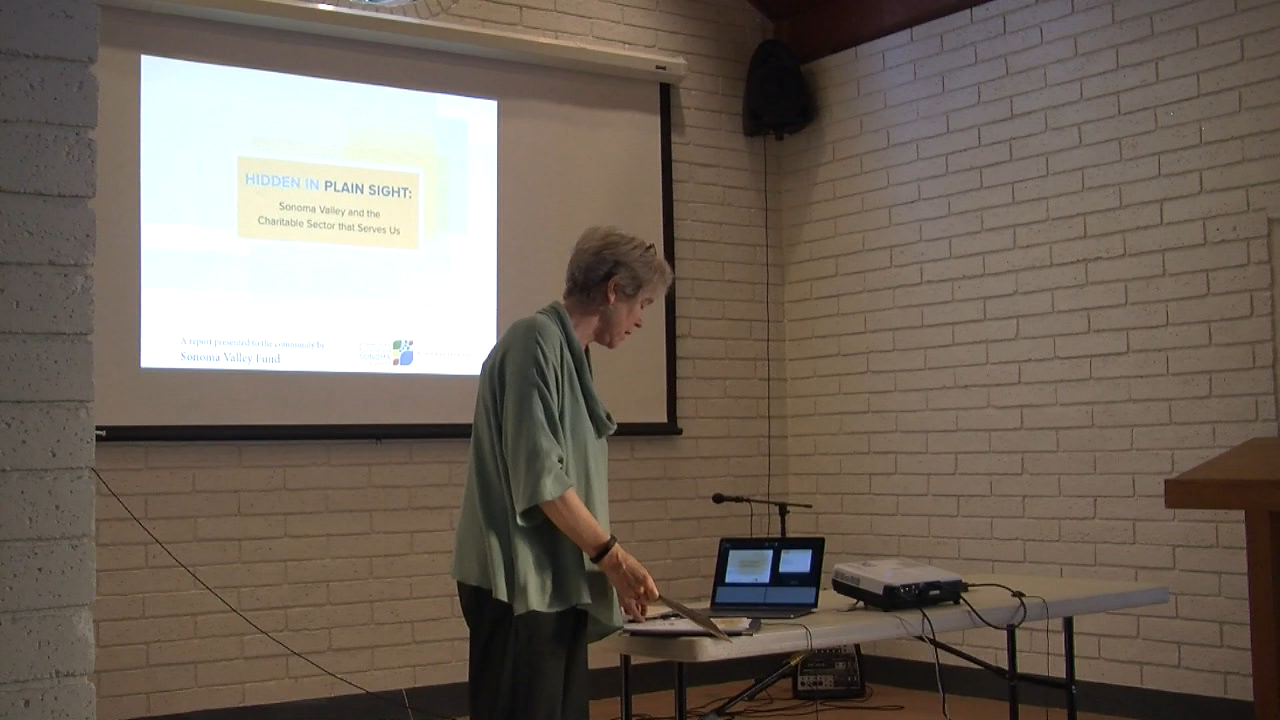 HIDDEN IN PLAIN SIGHT:
Sonoma Valley and the
Charitable Sector that Serves Us
A report presented to the community by
Sonoma Valley Fund
SONOMA